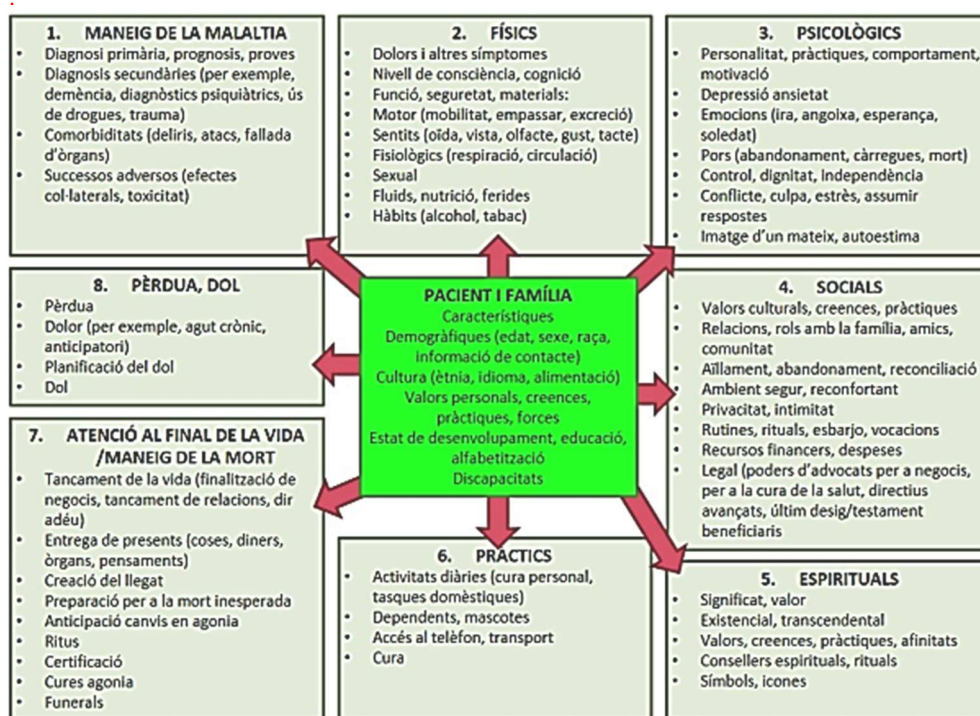 1. MANEIG DE LA MALALTIA
• Diagnosi primària, prognosis, proves
• Diagnosis secundàries (per exemple,
demència, diagnòstics psiquiàtrics, ús
de drogues, trauma)
• Comorbiditats (deliris, atacs, fallada
d'òrgans)
• Successos adversos (efectes
col·laterals, toxicitat)
2. FÍSICS
• Dolors i altres símptomes
• Nivell de consciència, cognició
• Funció, seguretat, materials:
• Motor (mobilitat, empassar, excreció)
• Sentits (oïda, vista, olfacte, gust, tacte)
• Fisiològics (respiració, circulació)
• Sexual
• Fluids, nutrició, ferides
• Hàbits (alcohol, tabac)
3. PSICOLÒGICS
• Personalitat, pràctiques, comportament,
motivació
• Depressió ansietat
• Emocions (ira, angoixa, esperança,
soledat)
• Pors (abandonament, càrregues, mort)
• Control, dignitat, independència
• Conflicte, culpa, estrès, assumir
respostes
• Imatge d'un mateix, autoestima
8. PÈRDUA, DOL
• Pèrdua
• Dolor (per exemple, agut crònic,
anticipatori)
• Planificació del dol
• Dol
PACIENT I FAMÍLIA
Característiques
Demogràfiques (edat, sexe, raça,
informació de contacte)
Cultura (ètnia, idioma, alimentació)
Valors personals, creences,
pràctiques, forces
Estat de desenvolupament, educació,
alfabetització
Discapacitats
4. SOCIALS
• Valors culturals, creences, pràctiques
• Relacions, rols amb la família, amics,
comunitat
• Aïllament, abandonament, reconciliació
• Ambient segur, reconfortant
• Privacitat, intimitat
• Rutines, rituals, esbarjo, vocacions
• Recursos financers, despeses
• Legal (poders d'advocats per a negocis,
per a la cura de la salut, directius
avançats, últim desig/testament
beneficiaris
7. ATENCIÓ AL FINAL DE LA VIDA
/MANEIG DE LA MORT
• Tancament de la vida (finalització de
negocis, tancament de relacions, dir
adéu)
• Entrega de presents (coses, diners,
òrgans, pensaments)
• Creació del llegat
• Preparació per a la mort inesperada
• Anticipació canvis en agonia
• Ritus
• Certificació
• Cures agonia
• Funerals
6. PRÀCTICS
• Activitats diàries (cura personal,
tasques domèstiques)
• Dependents, mascotes
• Accés al telèfon, transport
• Cura
5. ESPIRITUALS
• Significat, valor
• Existencial, transcendental
• Valors, creences, pràctiques, afinitats
• Consellers espirituals, rituals
• Símbols, icones